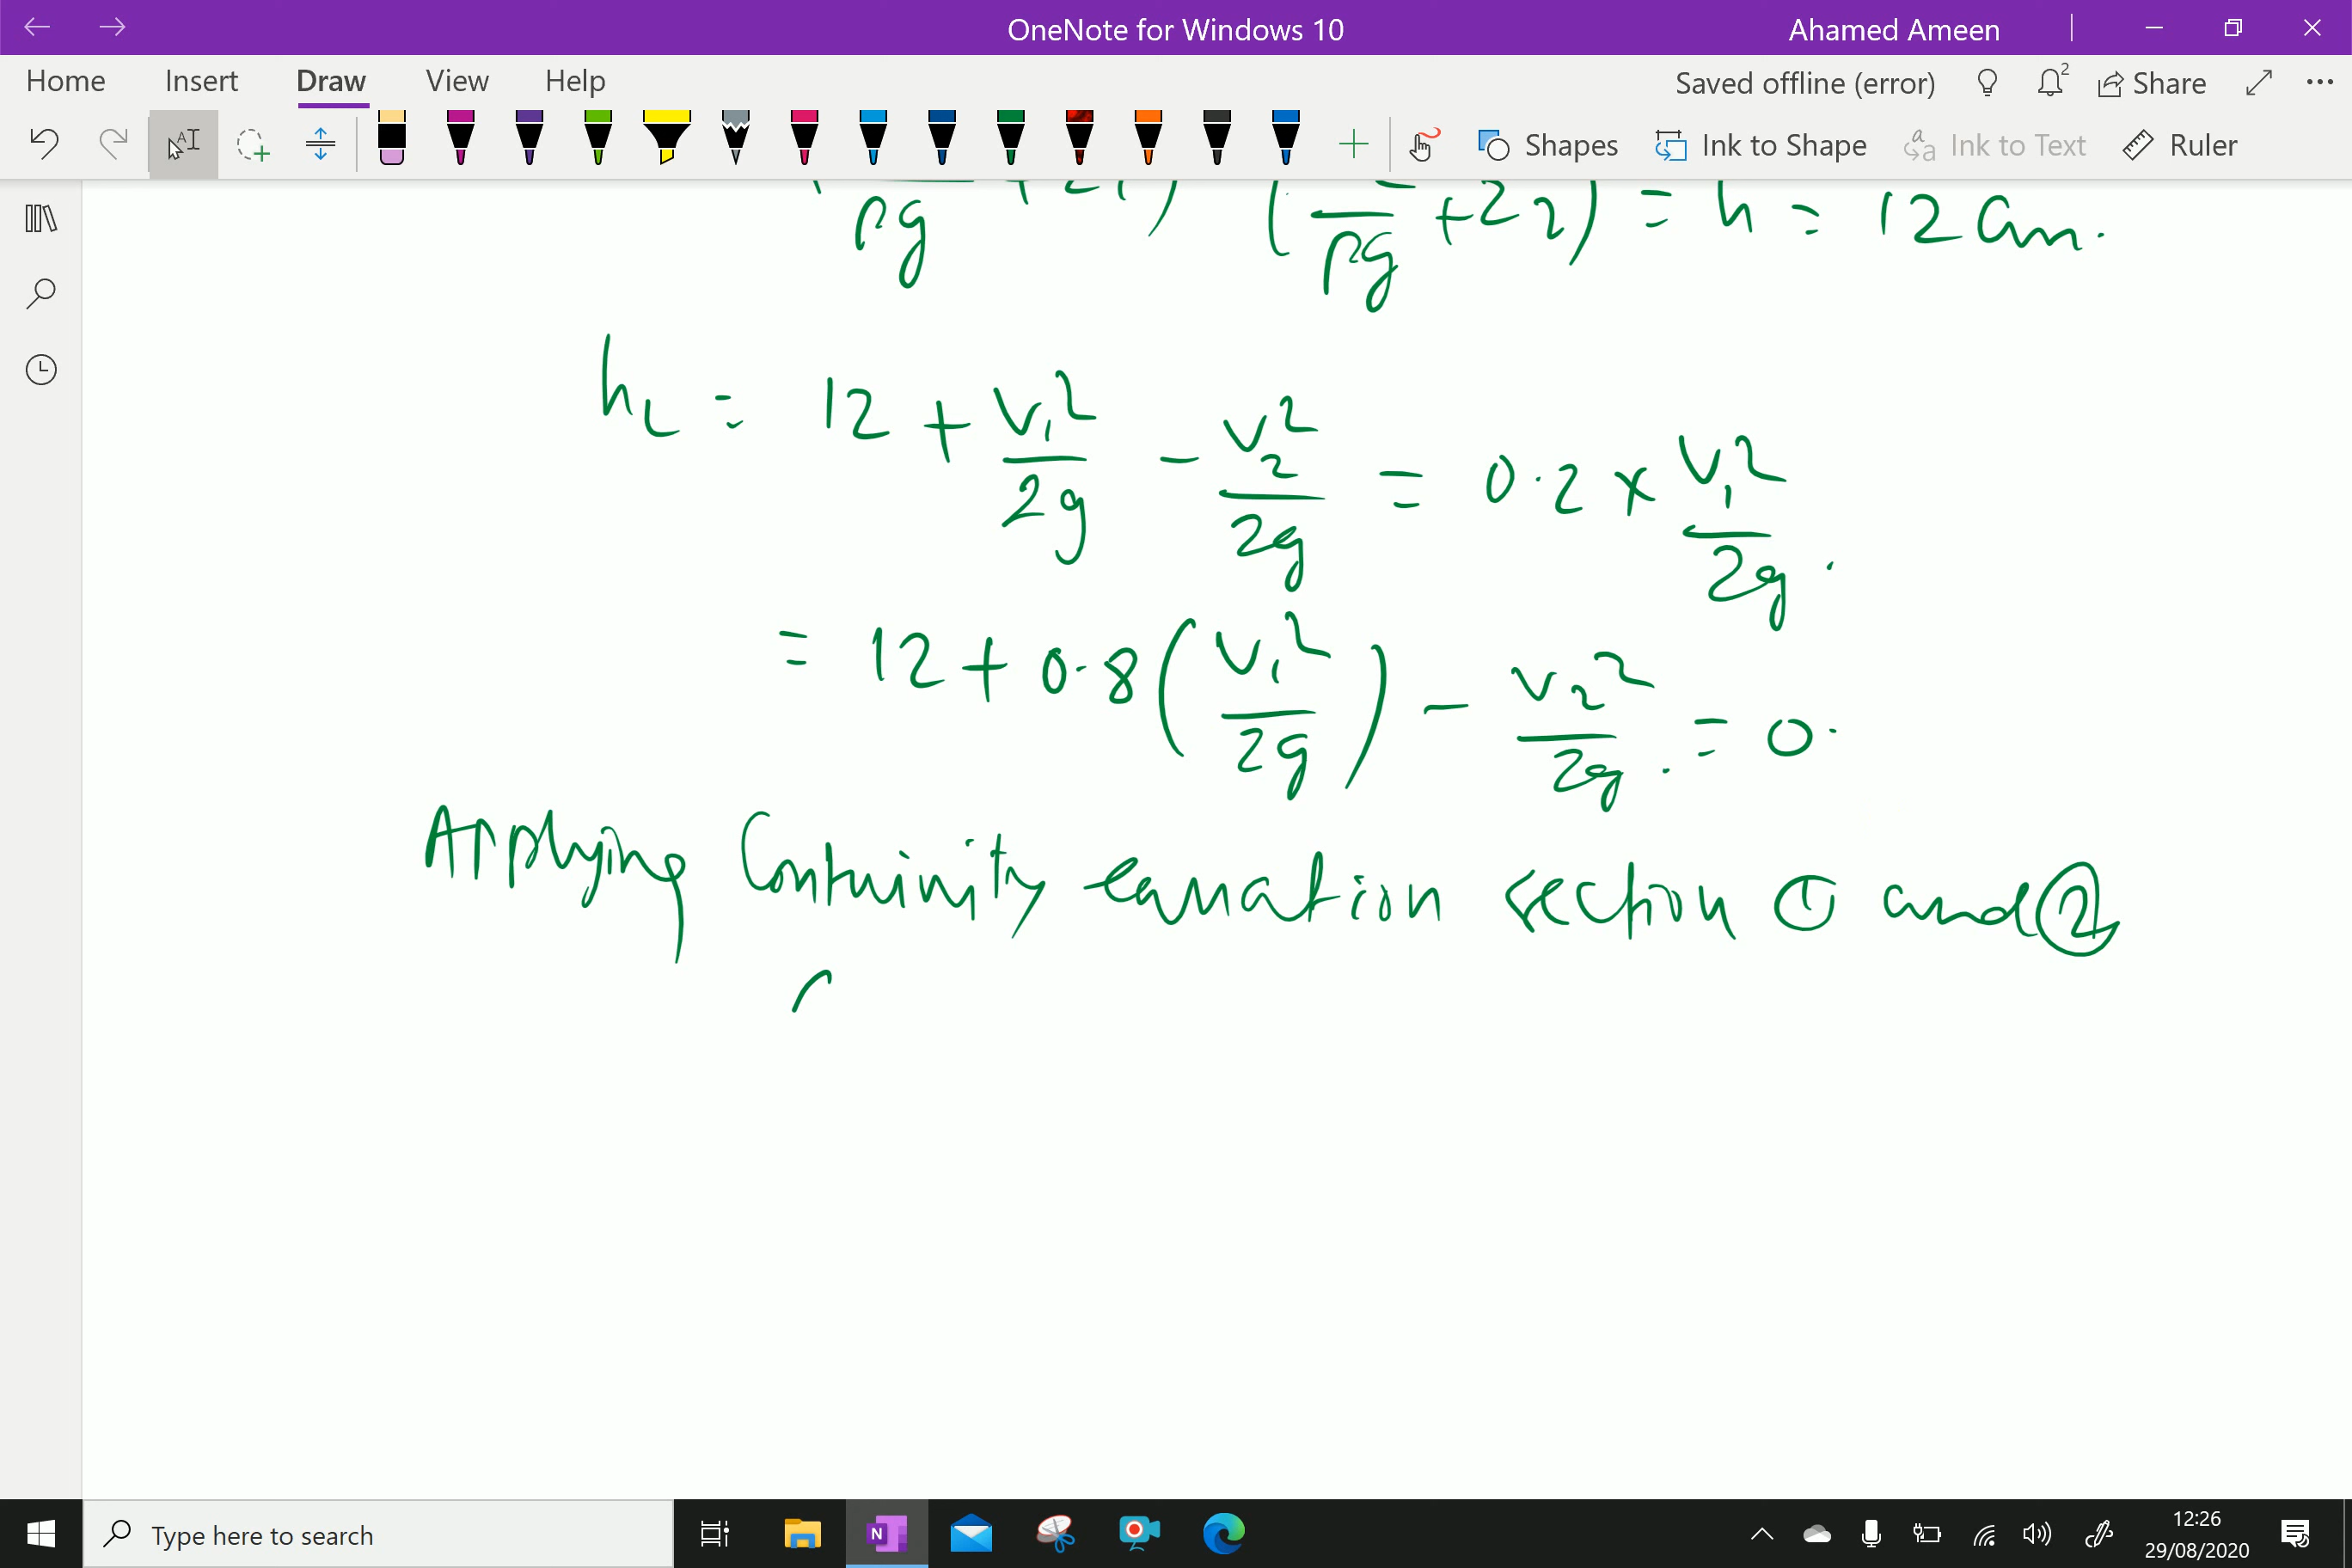 OneNote for Windows 10 Ahamed Ameen
Home Insert Draw View Help Saved offline (error) 2 Share
Shapes Ink to Shape Ink to Text Ruler
ρg + z1) (ρg + z2) = h = 12 cm.
hL = 12 + v1²/2g - v2²/2g = 0.2 × v1²/2g.
= 12 + 0.8 (v1²/2g) - v2²/2g. = 0.
Applying Continuity equation section ① and ②
Type here to search
12:26
29/08/2020